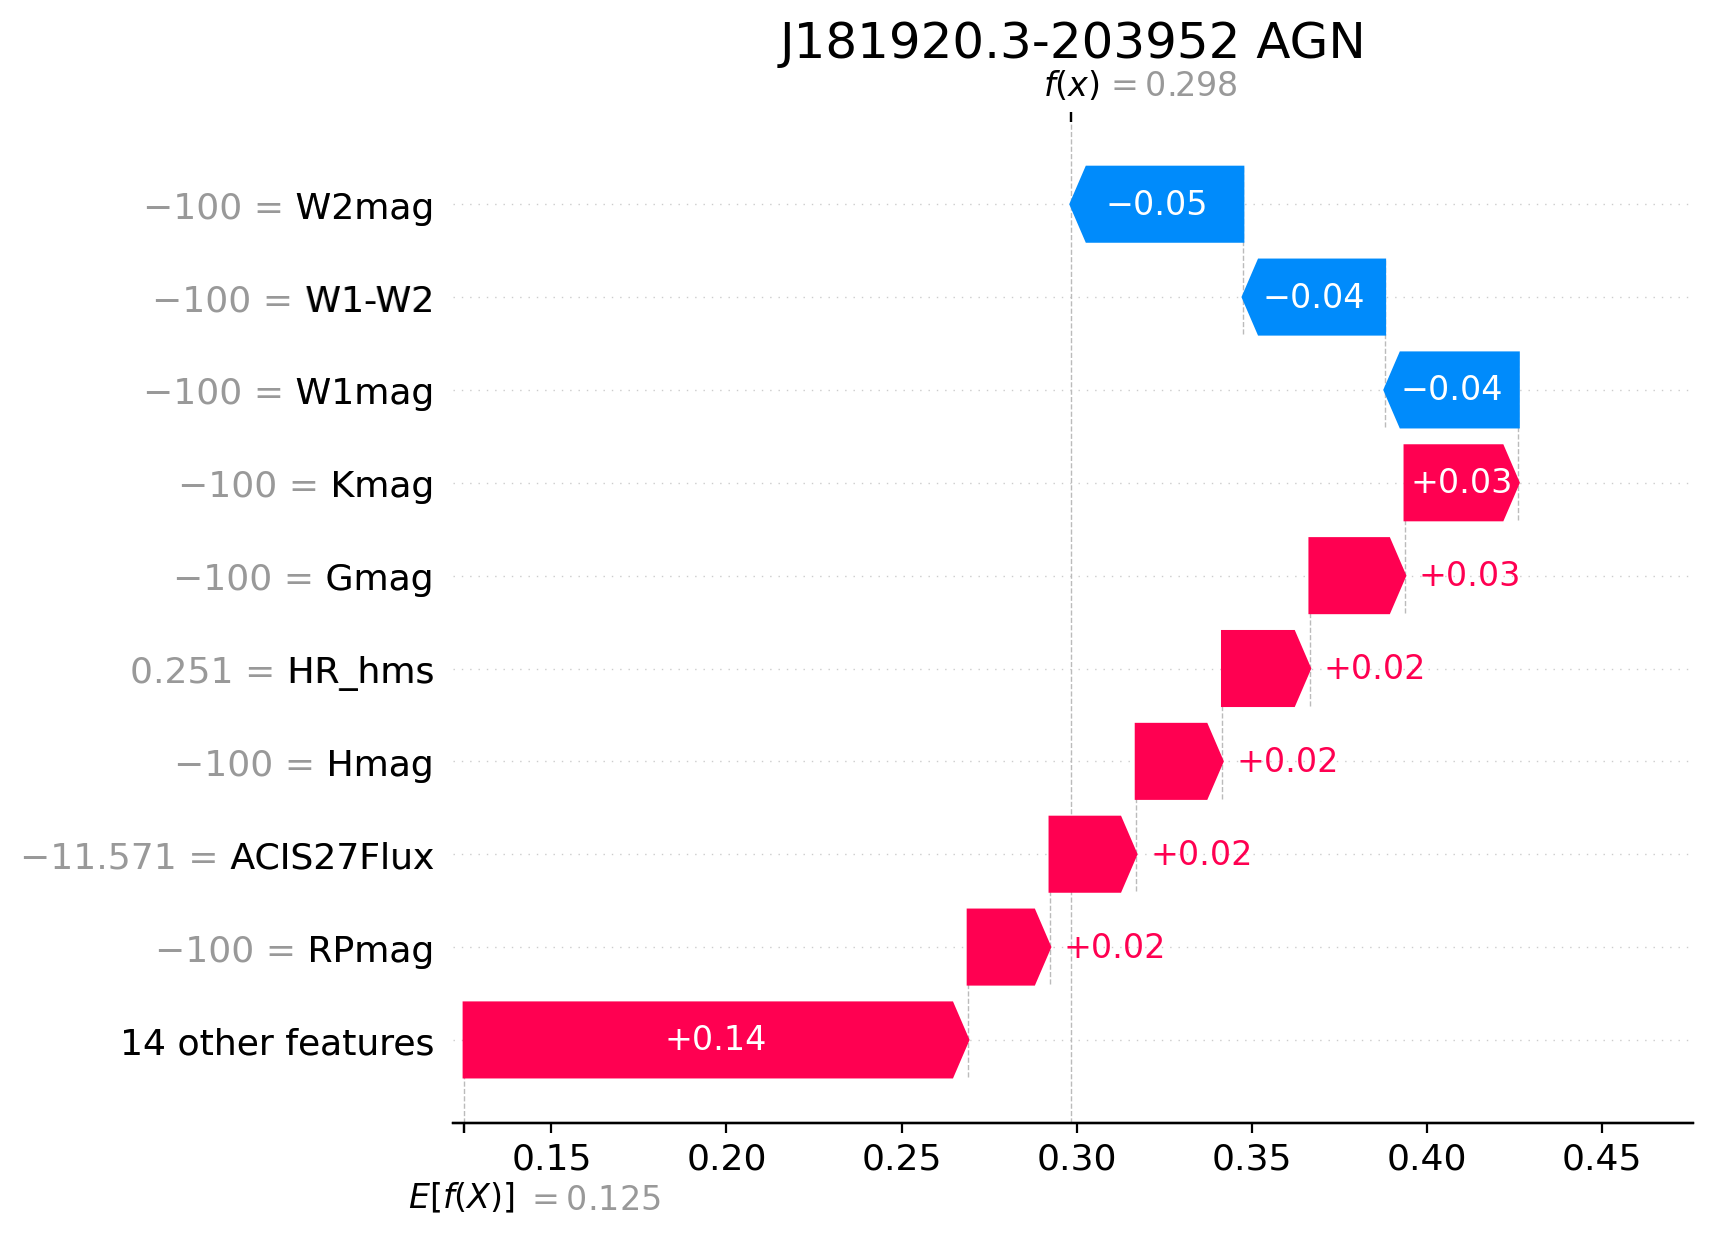 J181920.3-203952 AGN
f(x) = 0.298
−100 = W2mag −0.05
−100 = W1-W2 −0.04
−100 = W1mag −0.04
−100 = Kmag +0.03
−100 = Gmag +0.03
0.251 = HR_hms +0.02
−100 = Hmag +0.02
−11.571 = ACIS27Flux +0.02
−100 = RPmag +0.02
14 other features +0.14
0.15 0.20 0.25 0.30 0.35 0.40 0.45
E[f(X)] = 0.125